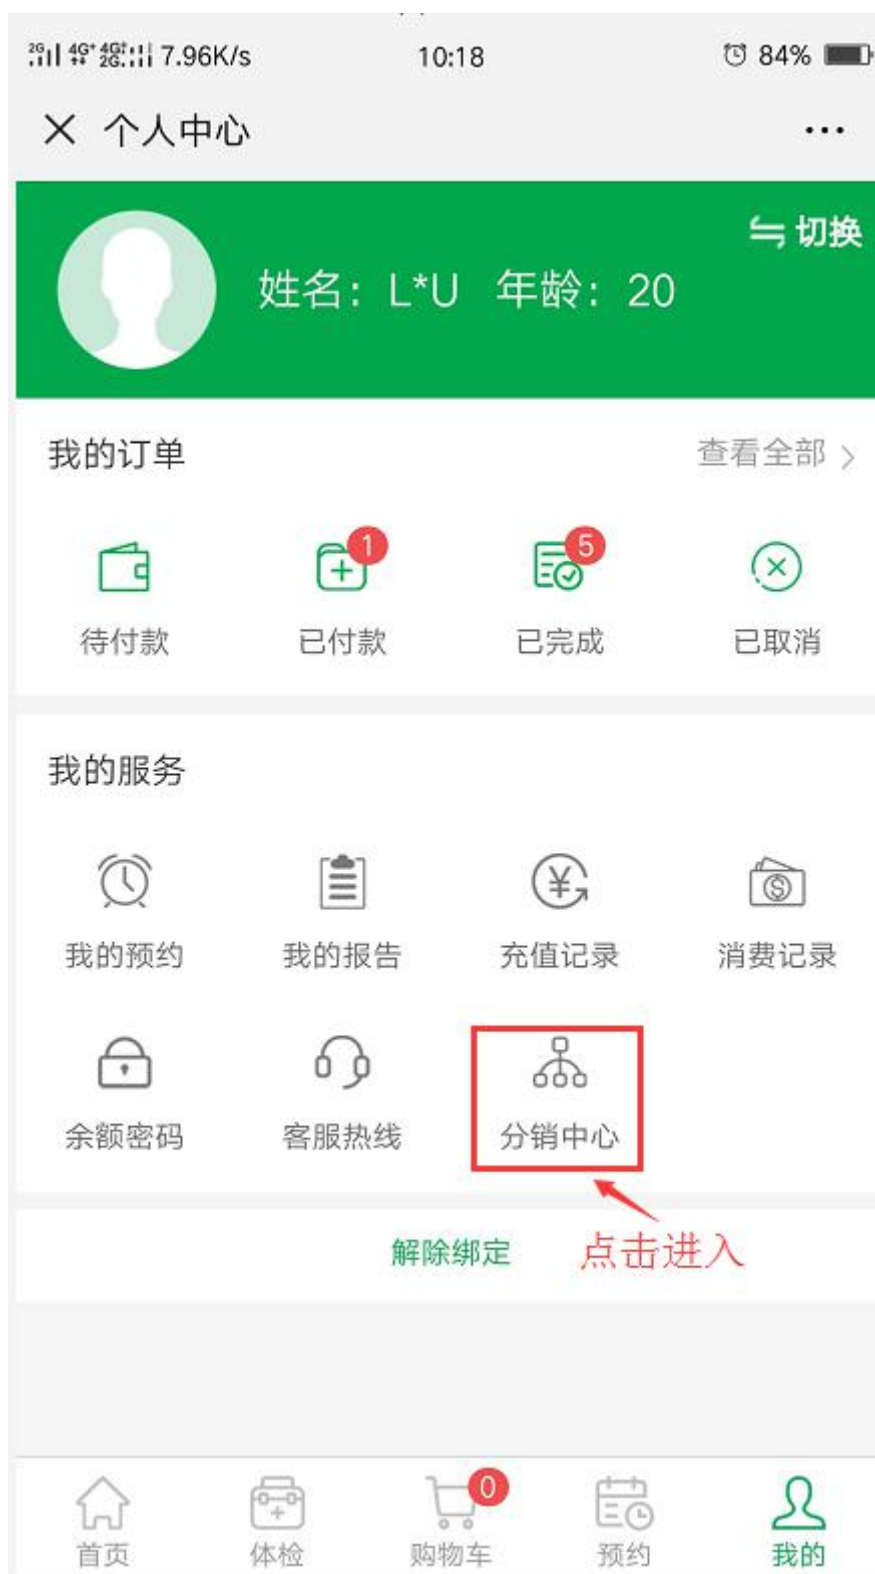 7.96K/s 10:18 84%
个人中心
切换
姓名：L*U 年龄：20
我的订单 查看全部
1 5
待付款 已付款 已完成 已取消
我的服务
我的预约 我的报告 充值记录 消费记录
余额密码 客服热线 分销中心
解除绑定 点击进入
0
首页 体检 购物车 预约 我的